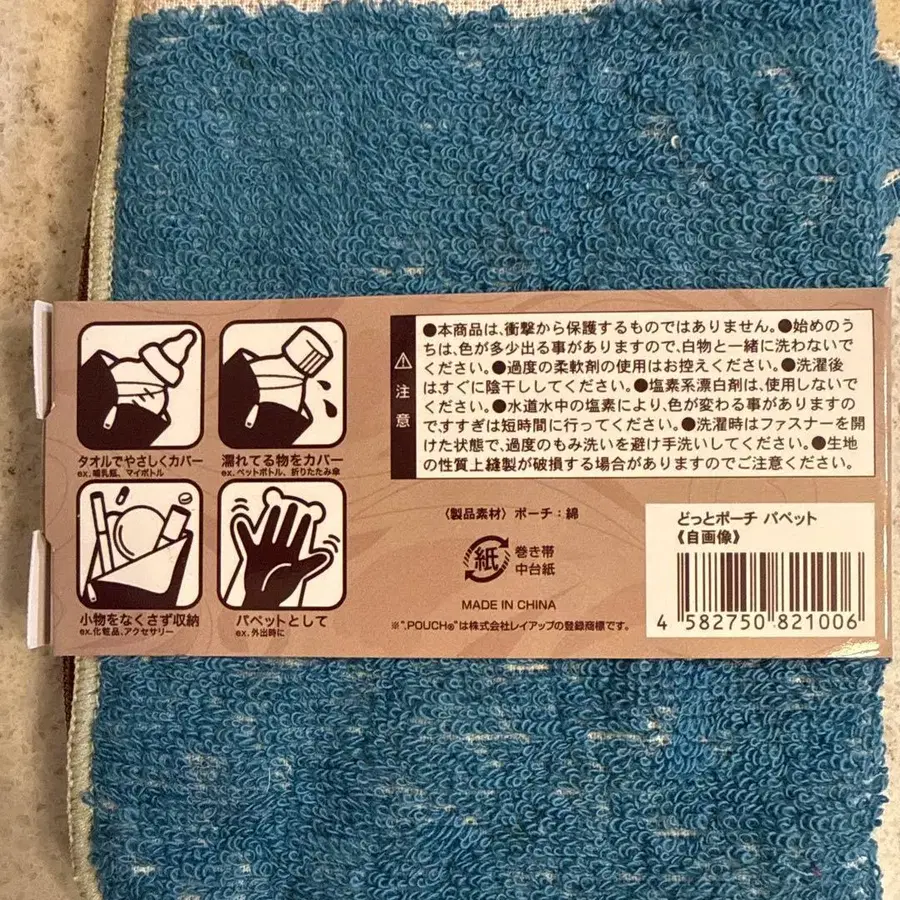 タオルでやさしくカバー
ex.哺乳瓶、マイボトル
濡れてる物をカバー
ex.ペットボトル、折りたたみ傘
小物をなくさず収納
ex.化粧品、アクセサリー
パペットとして
ex.外出時に
注意
●本商品は、衝撃から保護するものではありません。●始めのう
ちは、色が多少出る事がありますので、白物と一緒に洗わないで
ください。●過度の柔軟剤の使用はお控えください。●洗濯後
はすぐに陰干ししてください。●塩素系漂白剤は、使用しないで
ください。●水道水中の塩素により、色が変わる事がありますの
で、すすぎは短時間に行ってください。●洗濯時はファスナーを開
けた状態で、過度のもみ洗いを避け手洗いしてください。●生地
の性質上縫製が破損する場合がありますのでご注意ください。
〈製品素材〉ポーチ：綿
紙
巻き帯
中台紙
MADE IN CHINA
※“.POUCH®”は株式会社レイアップの登録商標です。
どっとポーチ パペット
《自画像》
4 582750 821006